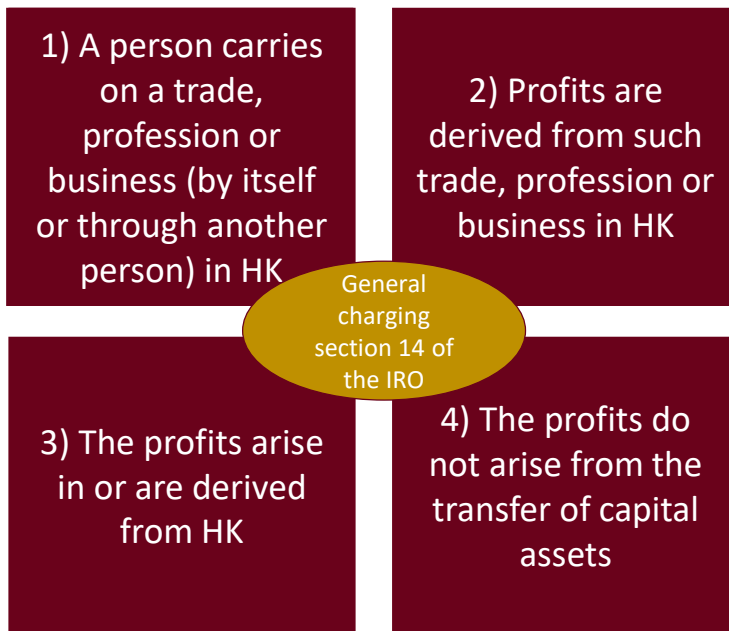 1) A person carries
on a trade,
profession or
business (by itself
or through another
person) in HK
2) Profits are
derived from such
trade, profession or
business in HK
General
charging
section 14 of
the IRO
3) The profits arise
in or are derived
from HK
4) The profits do
not arise from the
transfer of capital
assets